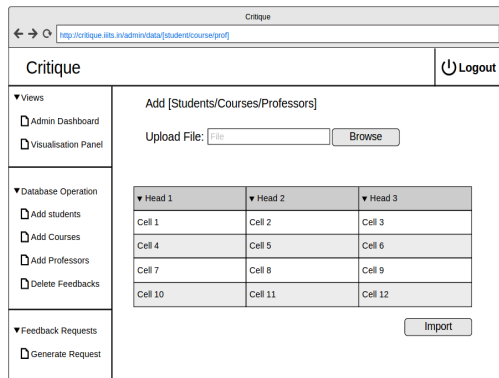 Critique
http://critique.iiits.in/admin/data/[student/course/prof]
Critique
Logout
▼Views
Admin Dashboard
Visualisation Panel
▼Database Operation
Add students
Add Courses
Add Professors
Delete Feedbacks
▼Feedback Requests
Generate Request
Add [Students/Courses/Professors]
Upload File: File Browse
▼ Head 1 ▼ Head 2 ▼ Head 3
Cell 1 Cell 2 Cell 3
Cell 4 Cell 5 Cell 6
Cell 7 Cell 8 Cell 9
Cell 10 Cell 11 Cell 12
Import